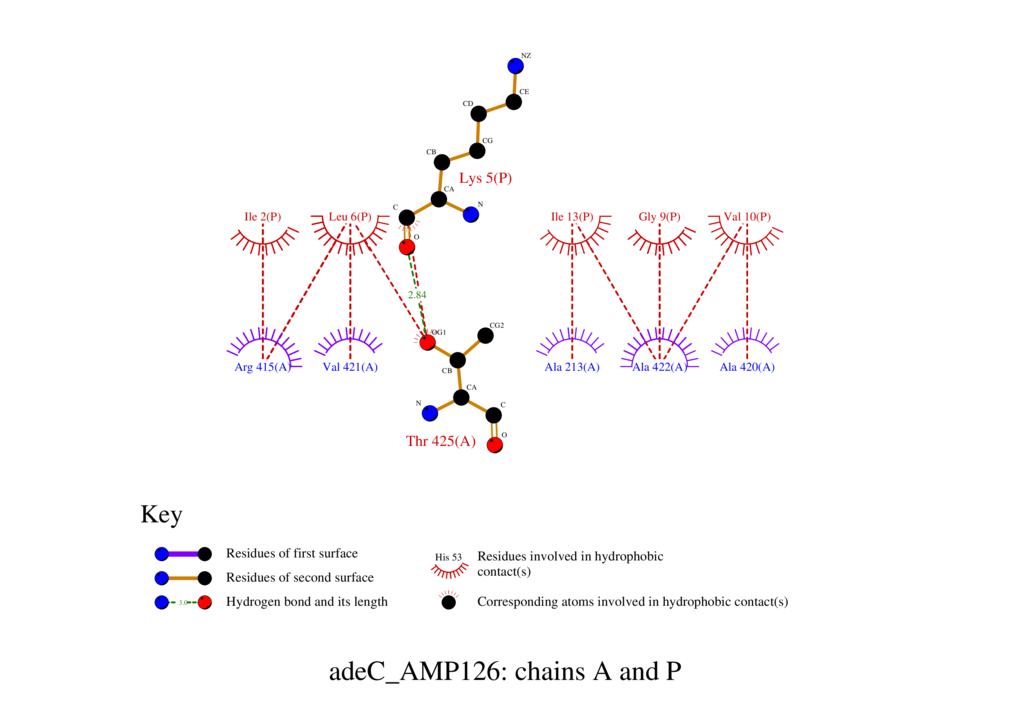 NZ
CE
CD
CG
CB
Lys 5(P)
CA
C
N
Ile 2(P) Leu 6(P) O Ile 13(P) Gly 9(P) Val 10(P)
2.84
OG1 CG2
Arg 415(A) Val 421(A) CB Ala 213(A) Ala 422(A) Ala 420(A)
CA
N C
Thr 425(A) O
Key
Residues of first surface
Residues of second surface
3.0 Hydrogen bond and its length
His 53 Residues involved in hydrophobic
contact(s)
Corresponding atoms involved in hydrophobic contact(s)
adeC_AMP126: chains A and P